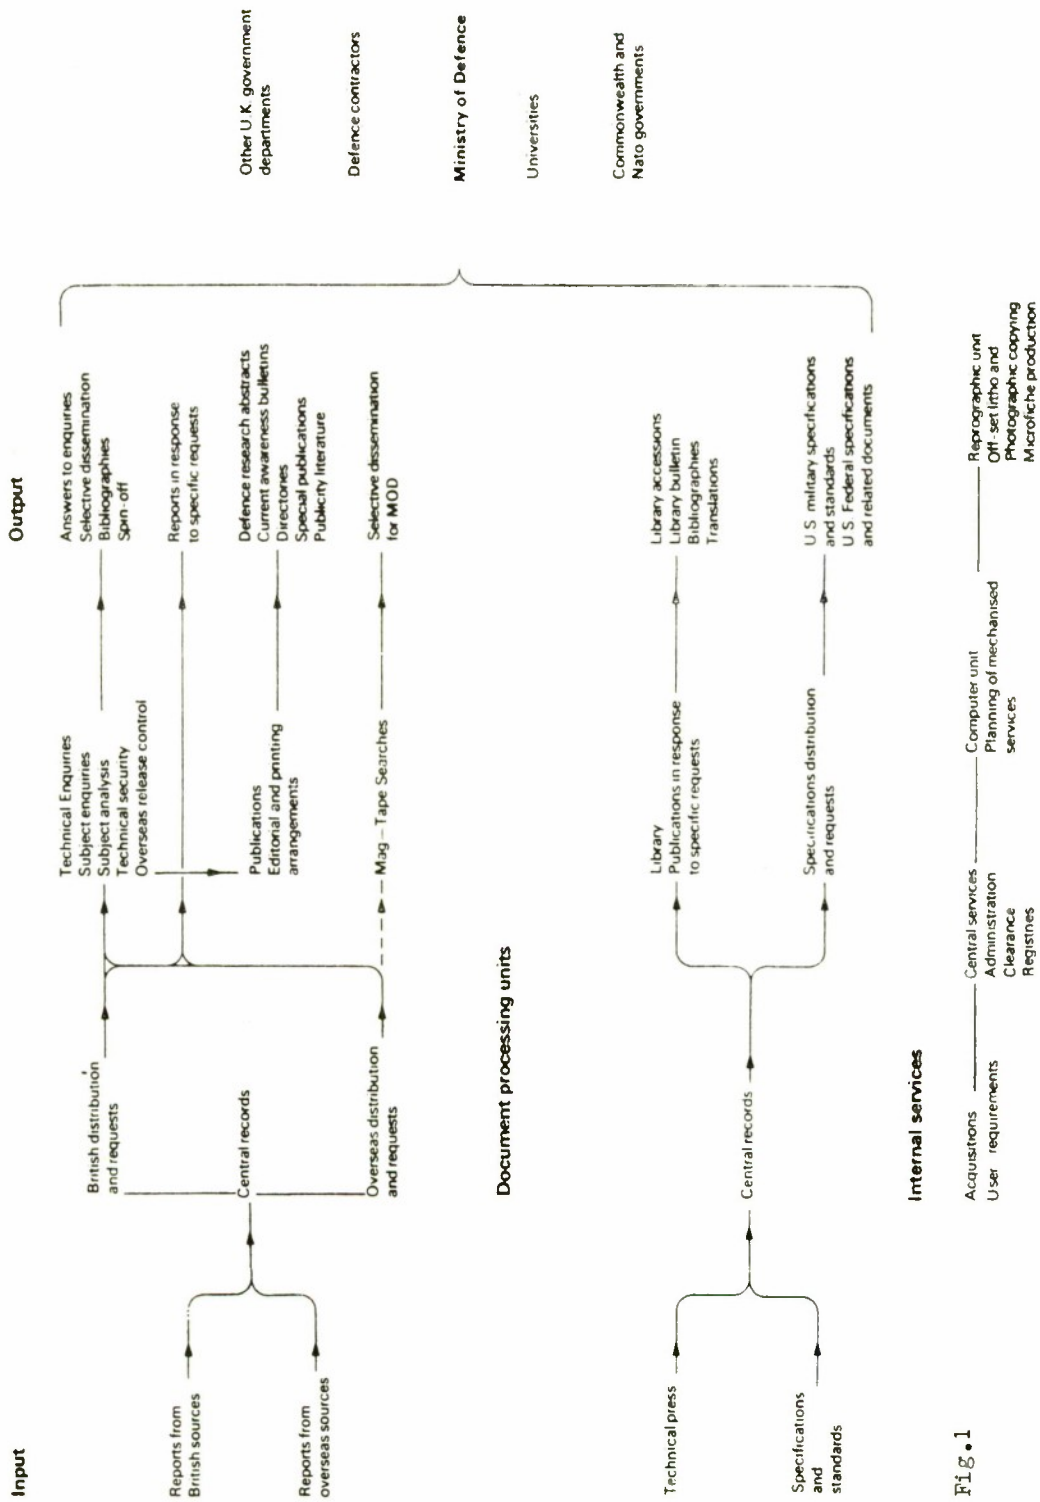 Input
Output
Reports from
British sources
Reports from
overseas sources
Central records
British distribution
and requests
Overseas distribution
and requests
Technical Enquiries
Subject enquiries
Subject analysis
Technical security
Overseas release control
Publications
Editorial and printing
arrangements
Mag-Tape Searches
Answers to enquiries
Selective dissemination
Bibliographies
Spin-off
Reports in response
to specific requests
Defence research abstracts
Current awareness bulletins
Directories
Special publications
Publicity literature
Selective dissemination
for MOD
Other U.K. government
departments
Defence contractors
Ministry of Defence
Universities
Commonwealth and
Nato governments
Document processing units
Technical press
Specifications
and
standards
Central records
Library
Publications in response
to specific requests
Specifications distribution
and requests
Library accessions
Library bulletin
Bibliographies
Translations
U S military specifications
and standards
U S Federal specifications
and related documents
Internal services
Acquisitions
User requirements
Central services
Administration
Clearance
Registries
Computer unit
Planning of mechanised
services
Reprographic unit
Off-set litho and
Photographic copying
Microfiche production
Fig.1